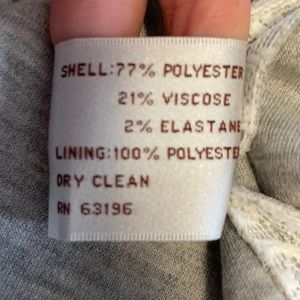 SHELL:77% POLYESTER
21% VISCOSE
2% ELASTANE
LINING:100% POLYESTER
DRY CLEAN
RN 63196